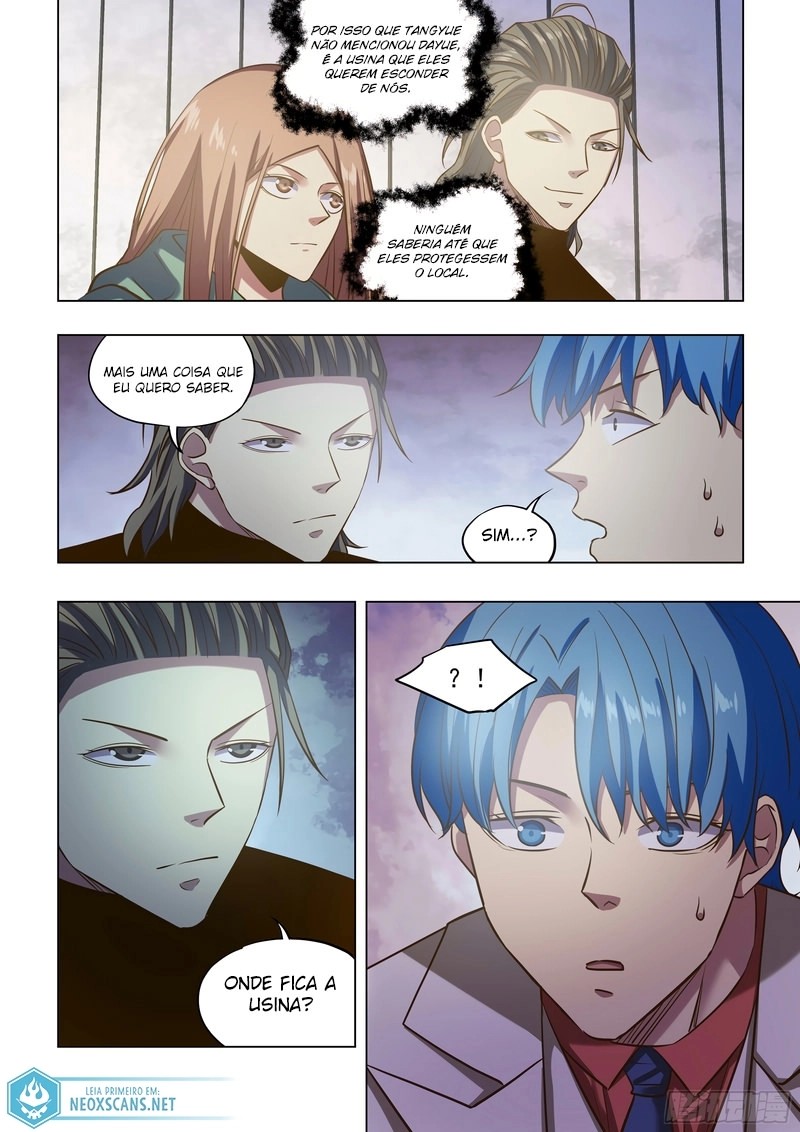 POR ISSO QUE TANGYUE
NÃO MENCIONOU DAYUE,
É A USINA QUE ELES
QUEREM ESCONDER
DE NÓS.
NINGUÉM
SABERIA ATÉ QUE
ELES PROTEGESSEM
O LOCAL.
MAIS UMA COISA QUE
EU QUERO SABER.
SIM...?
? !
ONDE FICA A
USINA?
LEIA PRIMEIRO EM:
NEOXSCANS.NET